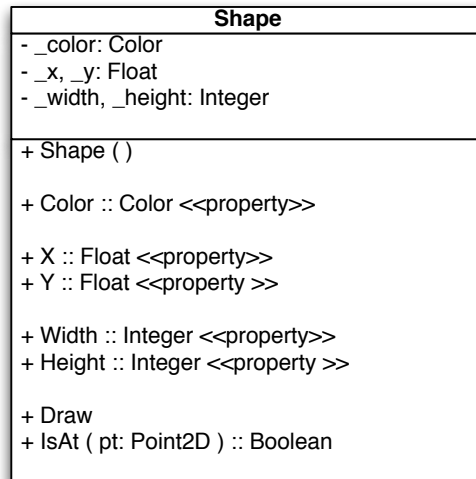 Shape
- _color: Color
- _x, _y: Float
- _width, _height: Integer
+ Shape ( )
+ Color :: Color <<property>>
+ X :: Float <<property>>
+ Y :: Float <<property >>
+ Width :: Integer <<property>>
+ Height :: Integer <<property >>
+ Draw
+ IsAt ( pt: Point2D ) :: Boolean